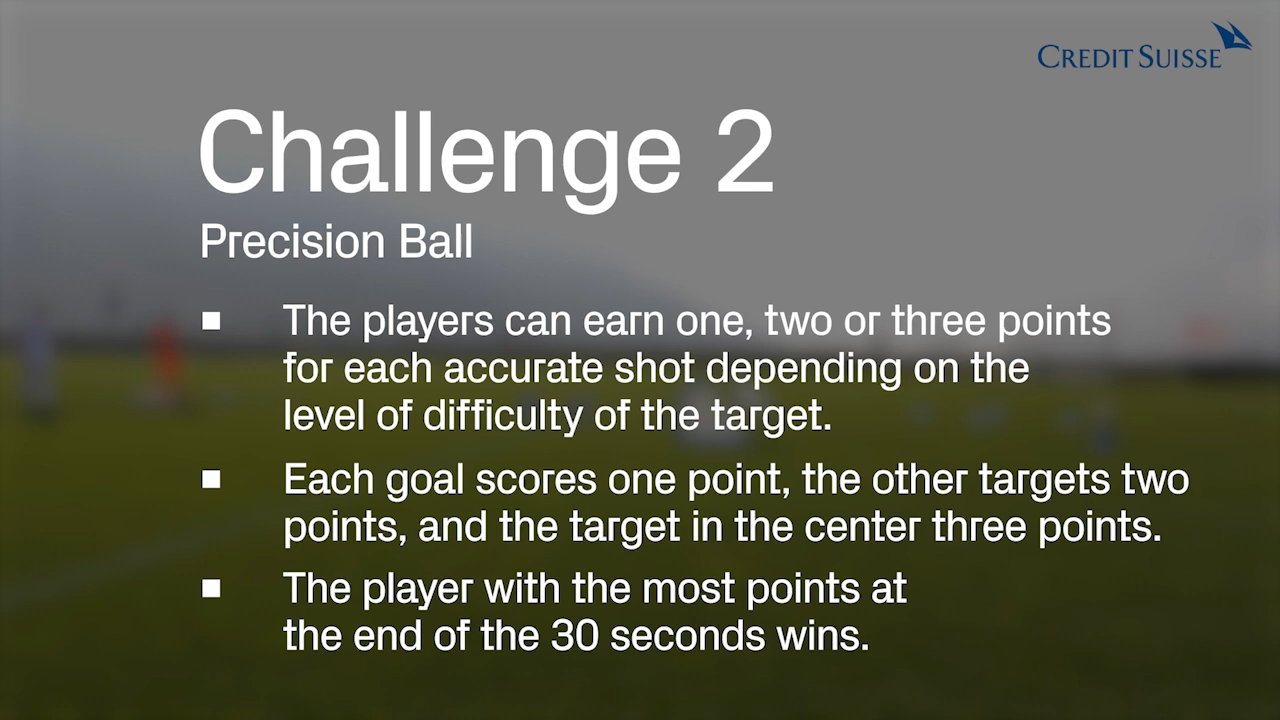 CREDIT SUISSE
Challenge 2
Precision Ball
▪ The players can earn one, two or three points
for each accurate shot depending on the
level of difficulty of the target.
▪ Each goal scores one point, the other targets two
points, and the target in the center three points.
▪ The player with the most points at
the end of the 30 seconds wins.